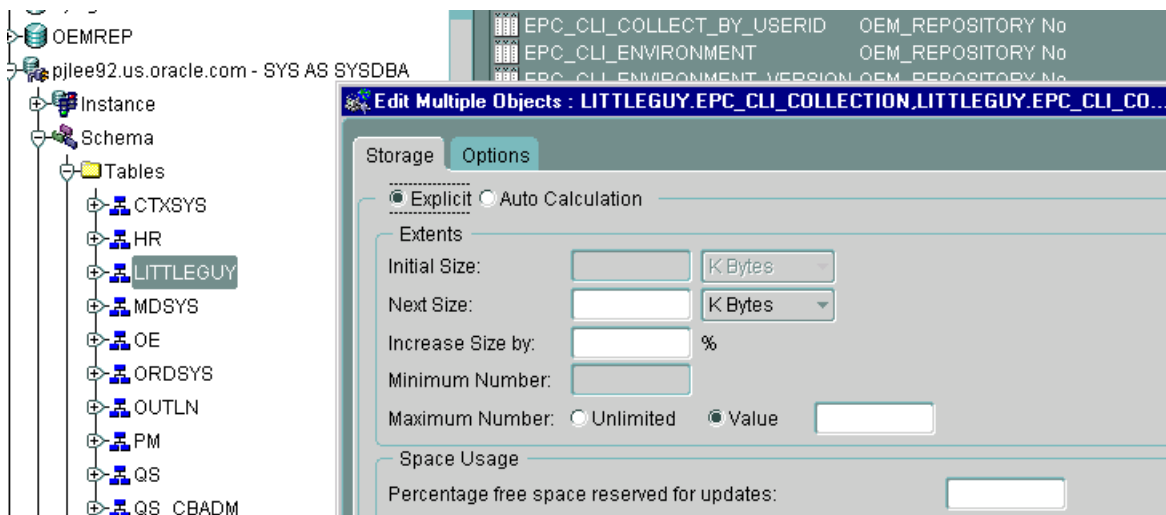 OEMREP
pjlee92.us.oracle.com - SYS AS SYSDBA
Instance
Schema
Tables
CTXSYS
HR
LITTLEGUY
MDSYS
OE
ORDSYS
OUTLN
PM
QS
QS_CBADM
EPC_CLI_COLLECT_BY_USERID OEM_REPOSITORY No
EPC_CLI_ENVIRONMENT OEM_REPOSITORY No
EPC_CLI_ENVIRONMENT_VERSION OEM_REPOSITORY No
Edit Multiple Objects : LITTLEGUY.EPC_CLI_COLLECTION,LITTLEGUY.EPC_CLI_CO...
Storage Options
Explicit Auto Calculation
Extents
Initial Size: K Bytes
Next Size: K Bytes
Increase Size by: %
Minimum Number:
Maximum Number: Unlimited Value
Space Usage
Percentage free space reserved for updates: